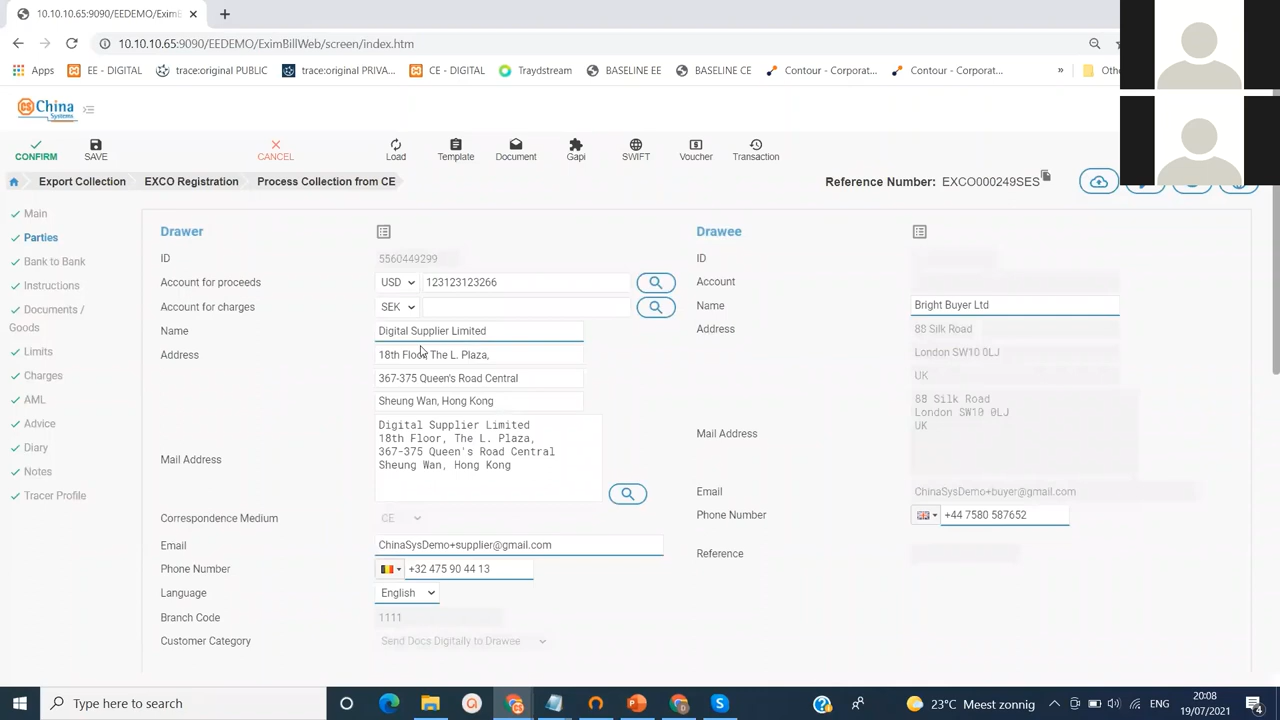 10.10.10.65:9090/EEDEMO/Exim
10.10.10.65:9090/EEDEMO/EximBillWeb/screen/index.htm
Apps EE - DIGITAL trace:original PUBLIC trace:original PRIVA... CE - DIGITAL Traydstream BASELINE EE BASELINE CE Contour - Corporat... Contour - Corporat... » Oth
CS China
Systems
CONFIRM SAVE CANCEL Load Template Document Gapi SWIFT Voucher Transaction
Export Collection EXCO Registration Process Collection from CE Reference Number: EXCO000249SES
Main
Parties
Bank to Bank
Instructions
Documents /
Goods
Limits
Charges
AML
Advice
Diary
Notes
Tracer Profile
Drawer
ID 5560449299
Account for proceeds USD 123123123266
Account for charges SEK
Name Digital Supplier Limited
Address 18th Floor, The L. Plaza,
367-375 Queen's Road Central
Sheung Wan, Hong Kong
Mail Address
Digital Supplier Limited
18th Floor, The L. Plaza,
367-375 Queen's Road Central
Sheung Wan, Hong Kong
Correspondence Medium CE
Email ChinaSysDemo+supplier@gmail.com
Phone Number +32 475 90 44 13
Language English
Branch Code 1111
Customer Category Send Docs Digitally to Drawee
Drawee
ID
Account
Name Bright Buyer Ltd
Address 88 Silk Road
London SW10 0LJ
UK
Mail Address
88 Silk Road
London SW10 0LJ
UK
Email ChinaSysDemo+buyer@gmail.com
Phone Number +44 7580 587652
Reference
Type here to search
23°C Meest zonnig ENG
20:08
19/07/2021
4